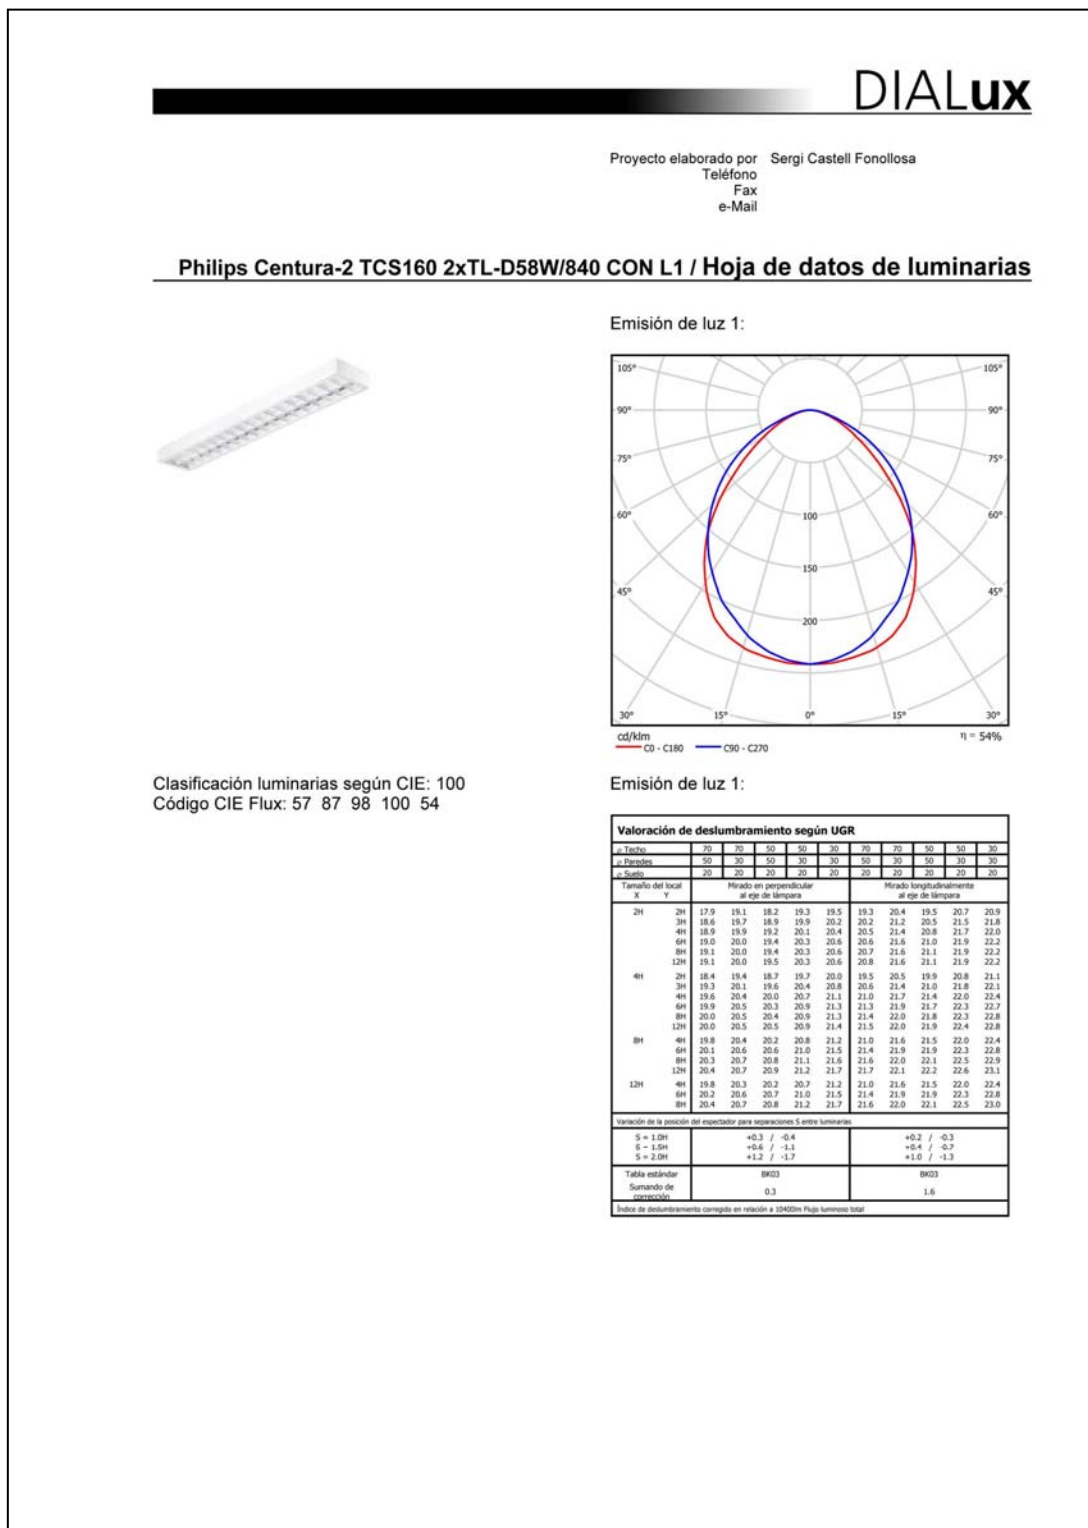 DIALux
Proyecto elaborado por Sergi Castell Fonollosa
Teléfono
Fax
e-Mail
Philips Centura-2 TCS160 2xTL-D58W/840 CON L1 / Hoja de datos de luminarias
Emisión de luz 1:
105° 105°
90° 90°
75° 75°
60° 60°
45° 45°
100
150
200
30° 15° 0° 15° 30°
cd/klm η = 54%
C0 - C180 C90 - C270
Clasificación luminarias según CIE: 100
Código CIE Flux: 57 87 98 100 54
Emisión de luz 1:
Valoración de deslumbramiento según UGR
ρ Techo 70 70 50 50 30 70 70 50 50 30
ρ Paredes 50 30 50 30 30 50 30 50 30 30
ρ Suelo 20 20 20 20 20 20 20 20 20 20
Tamaño del local Mirado en perpendicular Mirado longitudinalmente
X Y al eje de lámpara al eje de lámpara
2H 2H 17.9 19.1 18.2 19.3 19.5 19.3 20.4 19.5 20.7 20.9
3H 18.6 19.7 18.9 19.9 20.2 20.2 21.2 20.5 21.5 21.8
4H 18.9 19.9 19.2 20.1 20.4 20.5 21.4 20.8 21.7 22.0
6H 19.0 20.0 19.4 20.3 20.6 20.6 21.6 21.0 21.9 22.2
8H 19.1 20.0 19.4 20.3 20.6 20.7 21.6 21.1 21.9 22.2
12H 19.1 20.0 19.5 20.3 20.6 20.8 21.6 21.1 21.9 22.2
4H 2H 18.4 19.4 18.7 19.7 20.0 19.5 20.5 19.9 20.8 21.1
3H 19.3 20.1 19.6 20.4 20.8 20.6 21.4 21.0 21.8 22.1
4H 19.6 20.4 20.0 20.7 21.1 21.0 21.7 21.4 22.0 22.4
6H 19.9 20.5 20.3 20.9 21.3 21.3 21.9 21.7 22.3 22.7
8H 20.0 20.5 20.4 20.9 21.3 21.4 22.0 21.8 22.3 22.8
12H 20.0 20.5 20.5 20.9 21.4 21.5 22.0 21.9 22.4 22.8
8H 4H 19.8 20.4 20.2 20.8 21.2 21.0 21.6 21.5 22.0 22.4
6H 20.1 20.6 20.6 21.0 21.5 21.4 21.9 21.9 22.3 22.8
8H 20.3 20.7 20.8 21.1 21.6 21.6 22.0 22.1 22.5 22.9
12H 20.4 20.7 20.9 21.2 21.7 21.7 22.1 22.2 22.6 23.1
12H 4H 19.8 20.3 20.2 20.7 21.2 21.0 21.6 21.5 22.0 22.4
6H 20.2 20.6 20.7 21.0 21.5 21.4 21.9 21.9 22.3 22.8
8H 20.4 20.7 20.8 21.2 21.7 21.6 22.0 22.1 22.5 23.0
Variación de la posición del espectador para separaciones S entre luminarias
S = 1.0H +0.3 / -0.4 +0.2 / -0.3
S = 1.5H +0.6 / -1.1 +0.4 / -0.7
S = 2.0H +1.2 / -1.7 +1.0 / -1.3
Tabla estándar BK03 BK03
Sumando de
corrección 0.3 1.6
Índice de deslumbramiento corregido en relación a 10400lm Flujo luminoso total